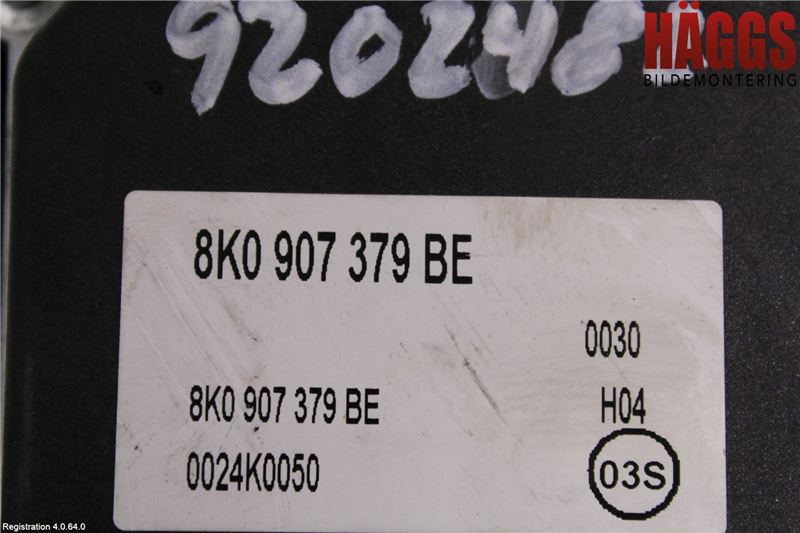 HÄGGS
BILDEMONTERING
8K0 907 379 BE
0030
8K0 907 379 BE
H04
0024K0050
03S
Registration 4.0.64.0